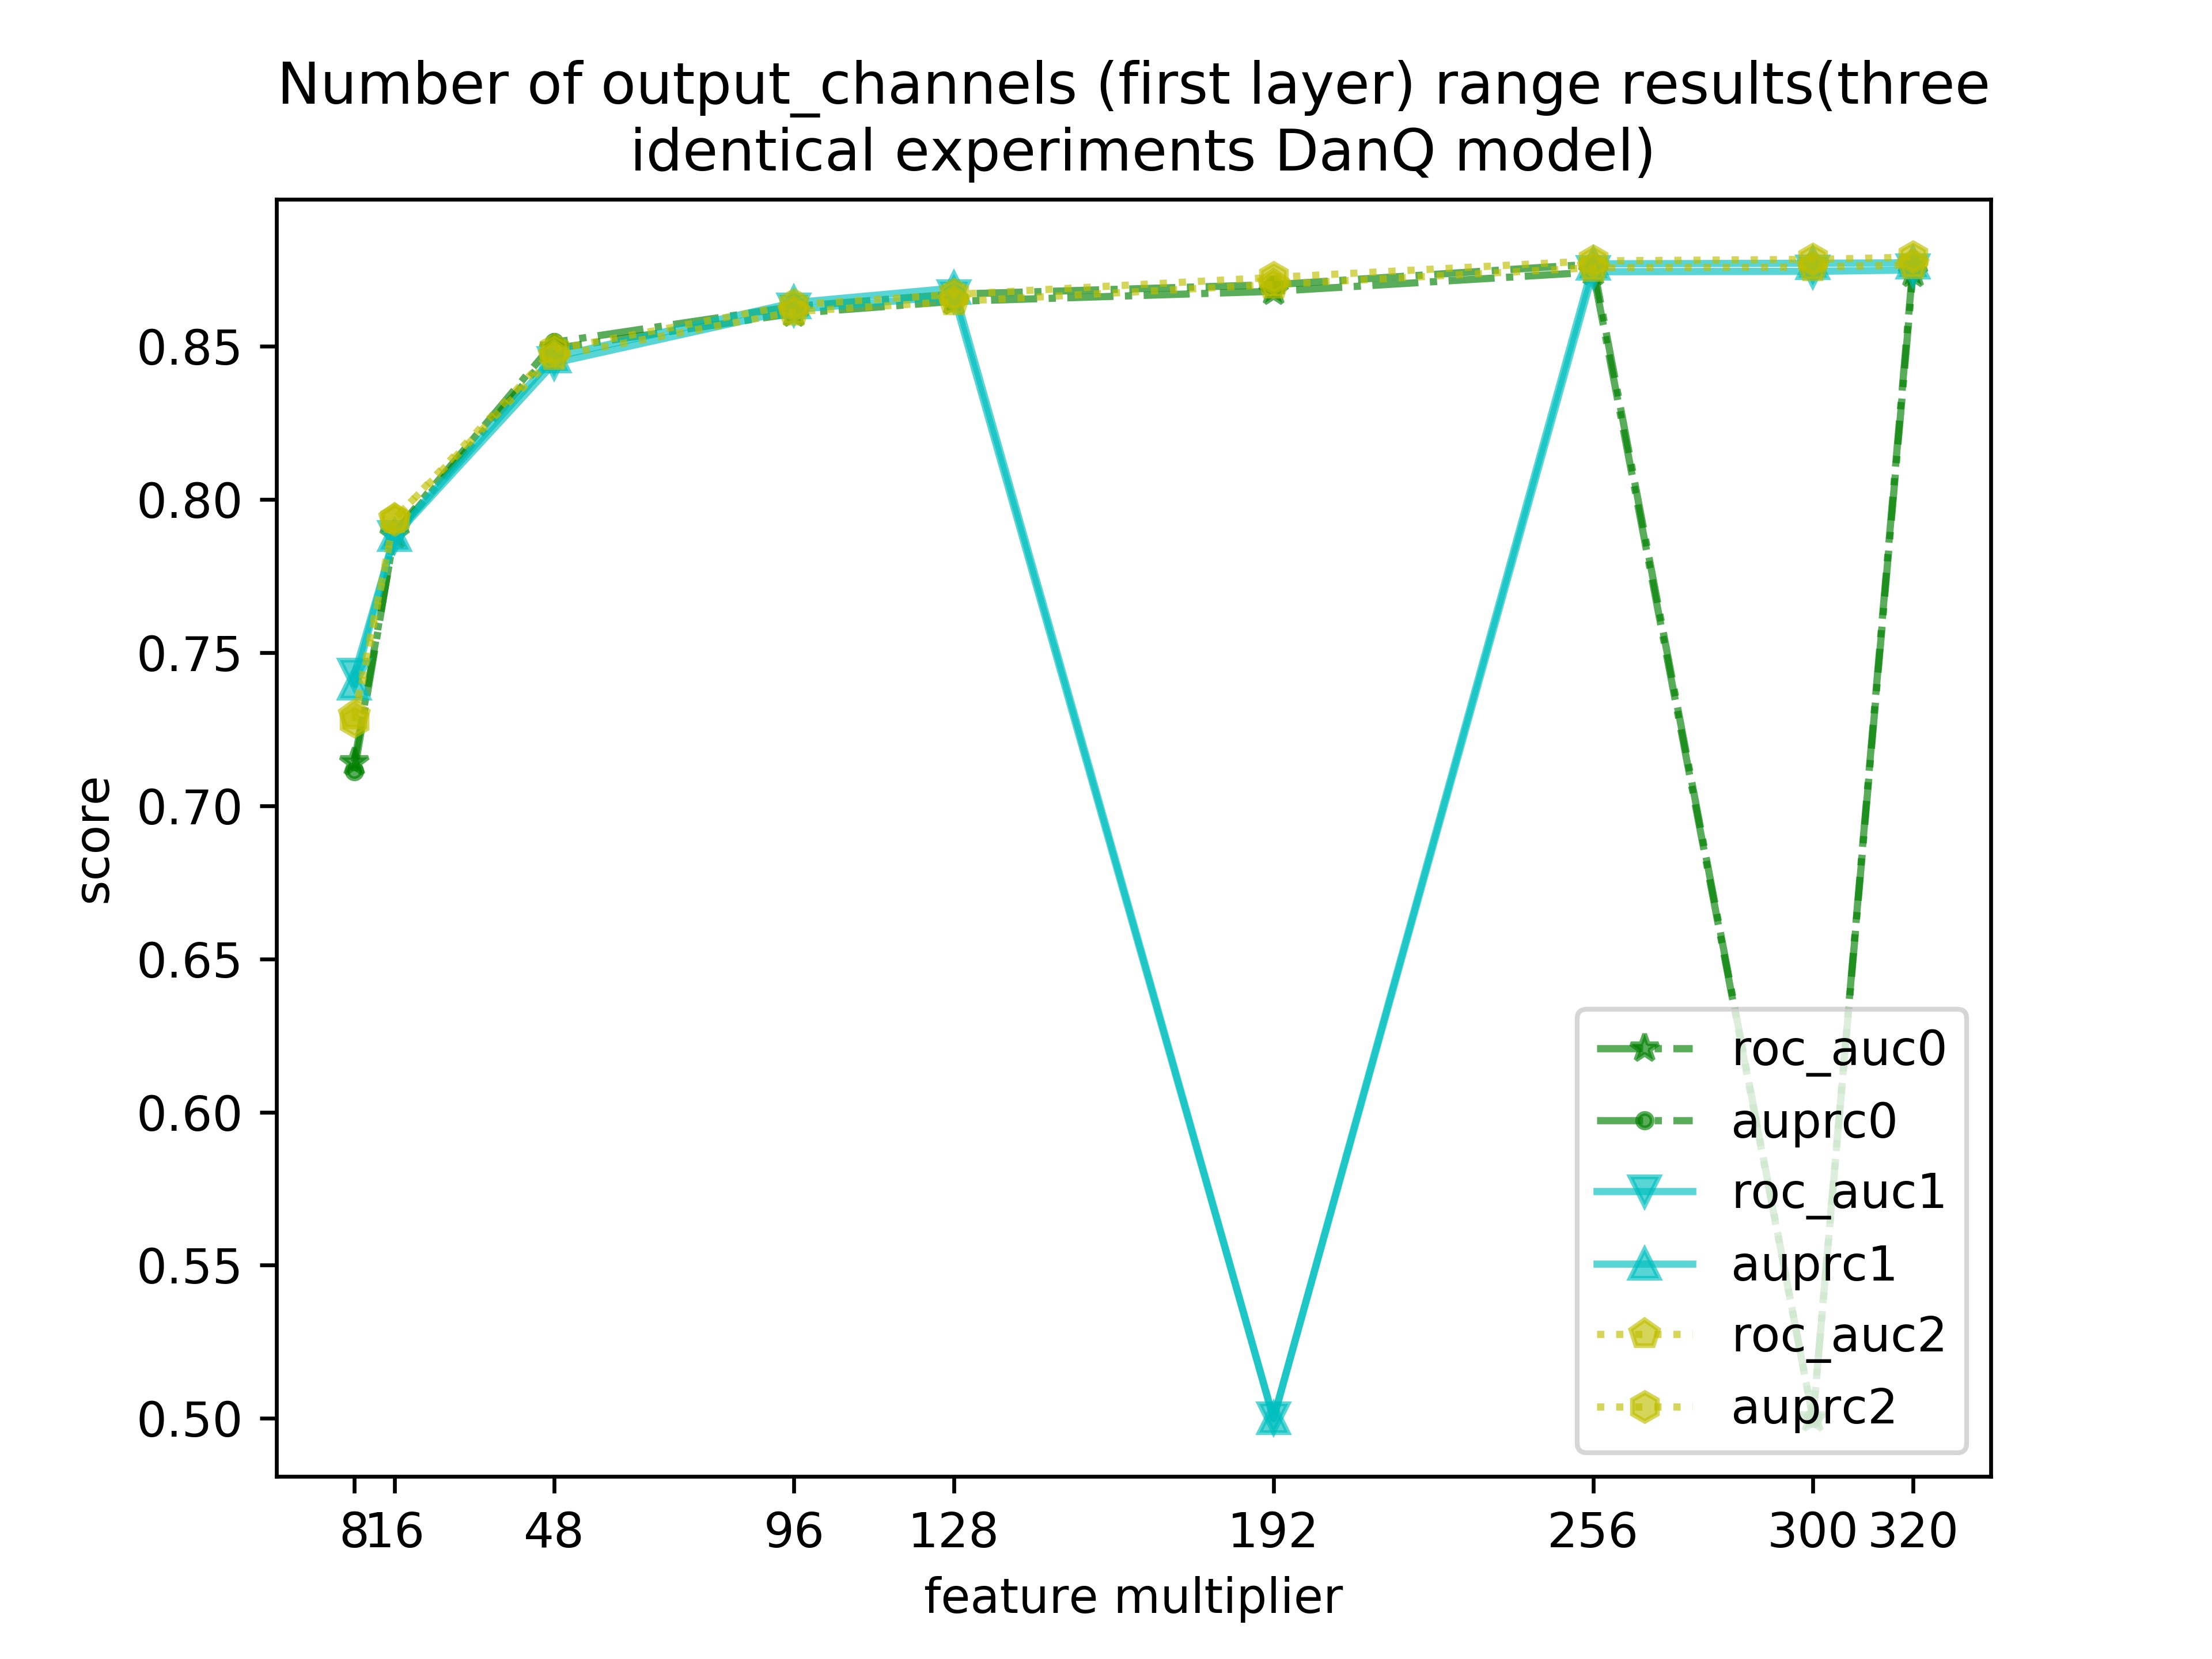 Number of output_channels (first layer) range results(three
identical experiments DanQ model)
score
0.85
0.80
0.75
0.70
0.65
0.60
0.55
0.50
roc_auc0
auprc0
roc_auc1
auprc1
roc_auc2
auprc2
8 16 48 96 128 192 256 300 320
feature multiplier